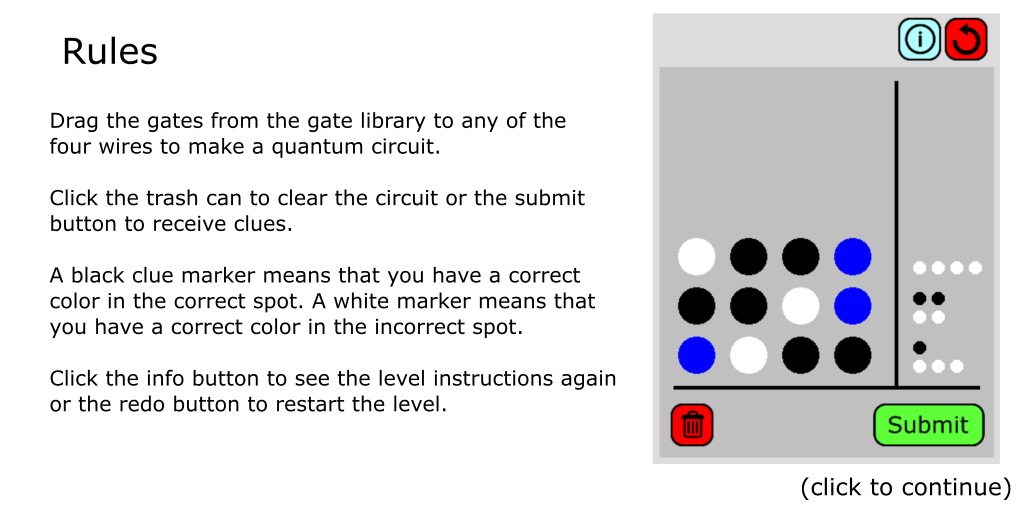 Rules
Drag the gates from the gate library to any of the
four wires to make a quantum circuit.
Click the trash can to clear the circuit or the submit
button to receive clues.
A black clue marker means that you have a correct
color in the correct spot. A white marker means that
you have a correct color in the incorrect spot.
Click the info button to see the level instructions again
or the redo button to restart the level.
i
Submit
(click to continue)